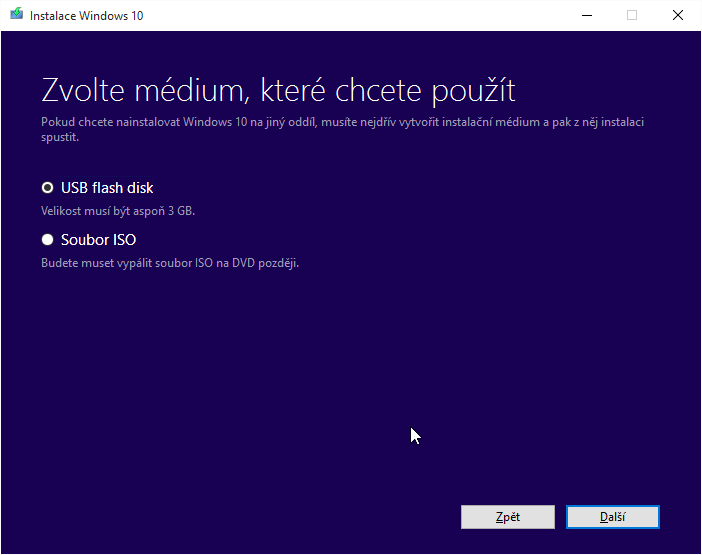 Instalace Windows 10
Zvolte médium, které chcete použít
Pokud chcete nainstalovat Windows 10 na jiný oddíl, musíte nejdřív vytvořit instalační médium a pak z něj instalaci
spustit.
USB flash disk
Velikost musí být aspoň 3 GB.
Soubor ISO
Budete muset vypálit soubor ISO na DVD později.
Zpět
Další